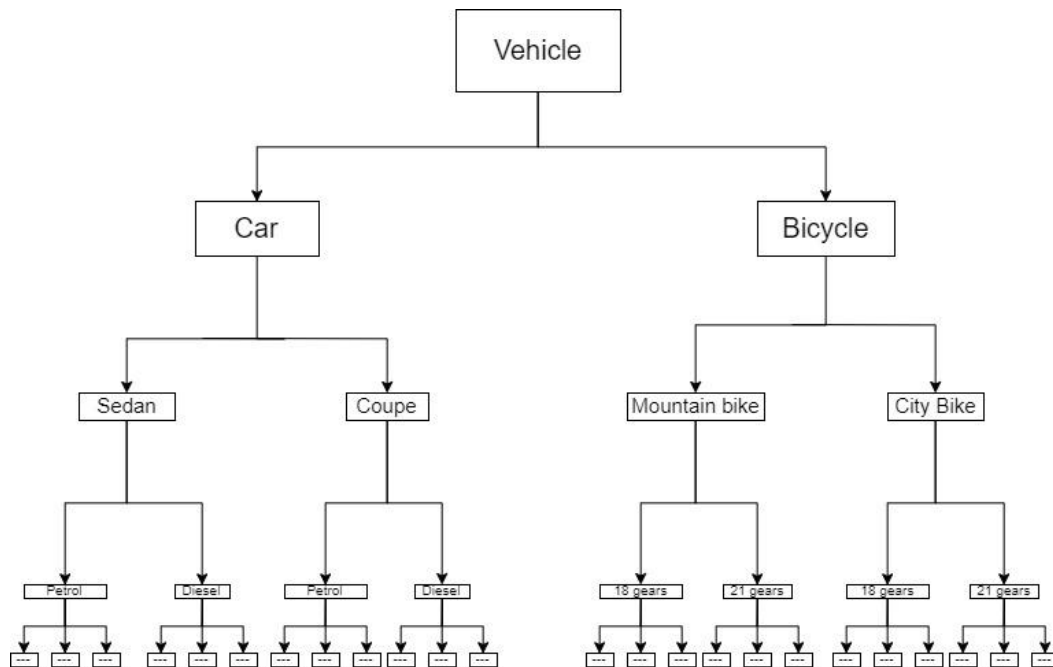 Vehicle
Car Bicycle
Sedan Coupe Mountain bike City Bike
Petrol Diesel Petrol Diesel 18 gears 21 gears 18 gears 21 gears
--- --- --- --- --- --- --- --- --- --- --- --- --- --- --- --- --- --- --- --- --- --- --- ---